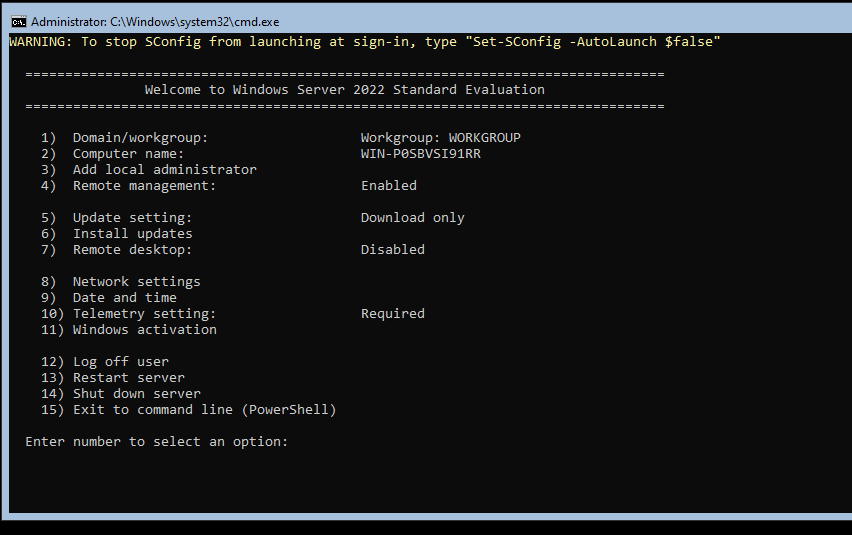 Administrator: C:\Windows\system32\cmd.exe
WARNING: To stop SConfig from launching at sign-in, type "Set-SConfig -AutoLaunch $false"
================================================================================
Welcome to Windows Server 2022 Standard Evaluation
================================================================================
1) Domain/workgroup: Workgroup: WORKGROUP
2) Computer name: WIN-P0SBVSI91RR
3) Add local administrator
4) Remote management: Enabled
5) Update setting: Download only
6) Install updates
7) Remote desktop: Disabled
8) Network settings
9) Date and time
10) Telemetry setting: Required
11) Windows activation
12) Log off user
13) Restart server
14) Shut down server
15) Exit to command line (PowerShell)
Enter number to select an option: